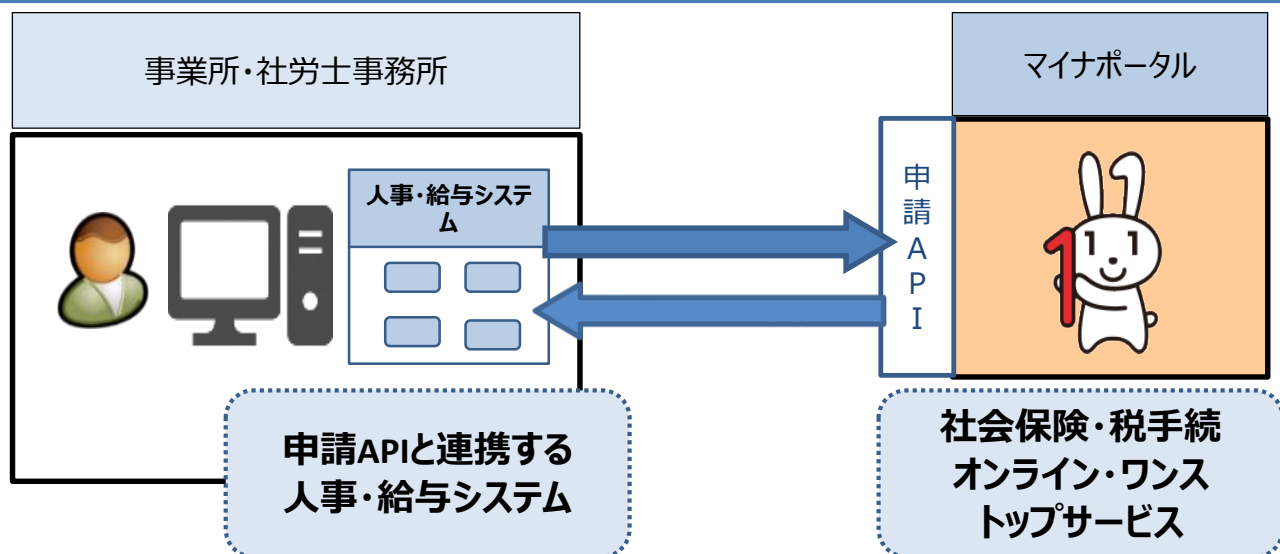 事業所・社労士事務所
マイナポータル
人事・給与システ
ム
申
請
A
P
I
1
申請APIと連携する
人事・給与システム
社会保険・税手続
オンライン・ワンス
トップサービス